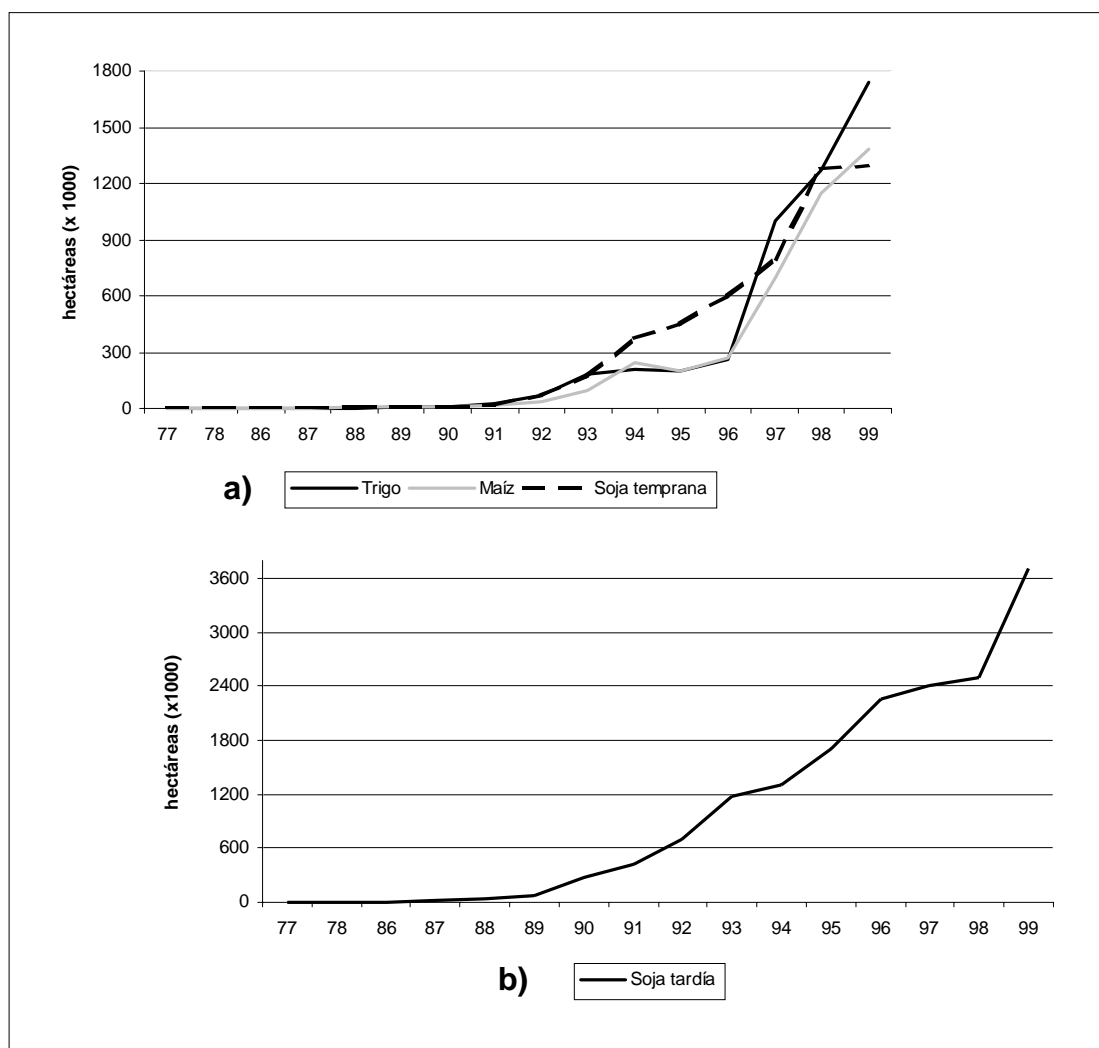 1800
1500
1200
900
600
300
0
hectáreas (x 1000)
77 78 86 87 88 89 90 91 92 93 94 95 96 97 98 99
a) Trigo Maíz Soja temprana
3600
3000
2400
1800
1200
600
0
hectáreas (x1000)
77 78 86 87 88 89 90 91 92 93 94 95 96 97 98 99
b) Soja tardía